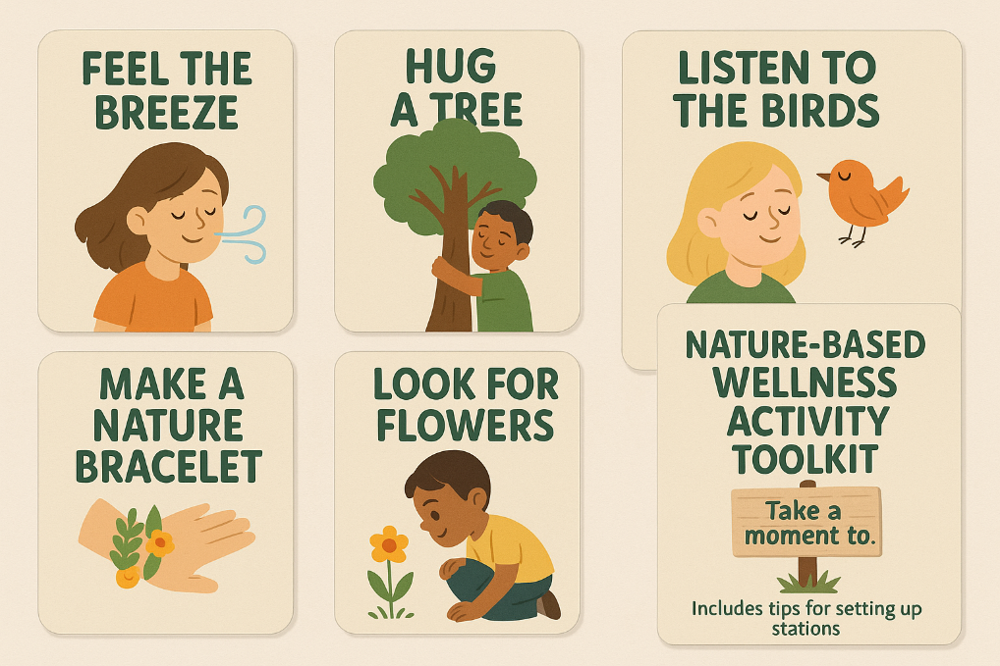 FEEL THE
BREEZE
HUG
A TREE
LISTEN TO
THE BIRDS
MAKE A
NATURE
BRACELET
LOOK FOR
FLOWERS
NATURE-BASED
WELLNESS
ACTIVITY
TOOLKIT
Take a
moment to.
Includes tips for setting up
stations